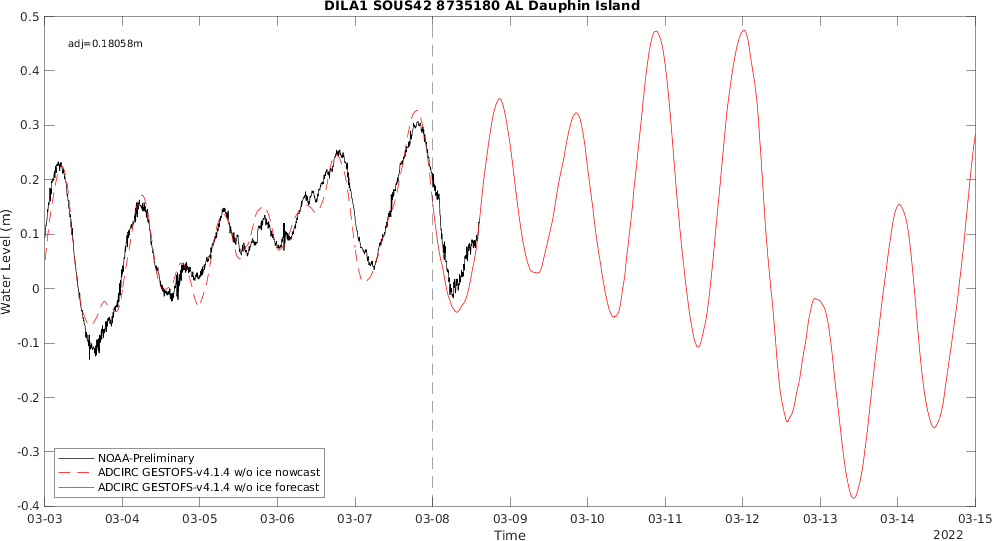 DILA1 SOUS42 8735180 AL Dauphin Island
adj=0.18058m
0.5
0.4
0.3
0.2
0.1
0
-0.1
-0.2
-0.3
-0.4
Water Level (m)
NOAA-Preliminary
ADCIRC GESTOFS-v4.1.4 w/o ice nowcast
ADCIRC GESTOFS-v4.1.4 w/o ice forecast
03-03 03-04 03-05 03-06 03-07 03-08 03-09 03-10 03-11 03-12 03-13 03-14 03-15
Time
2022